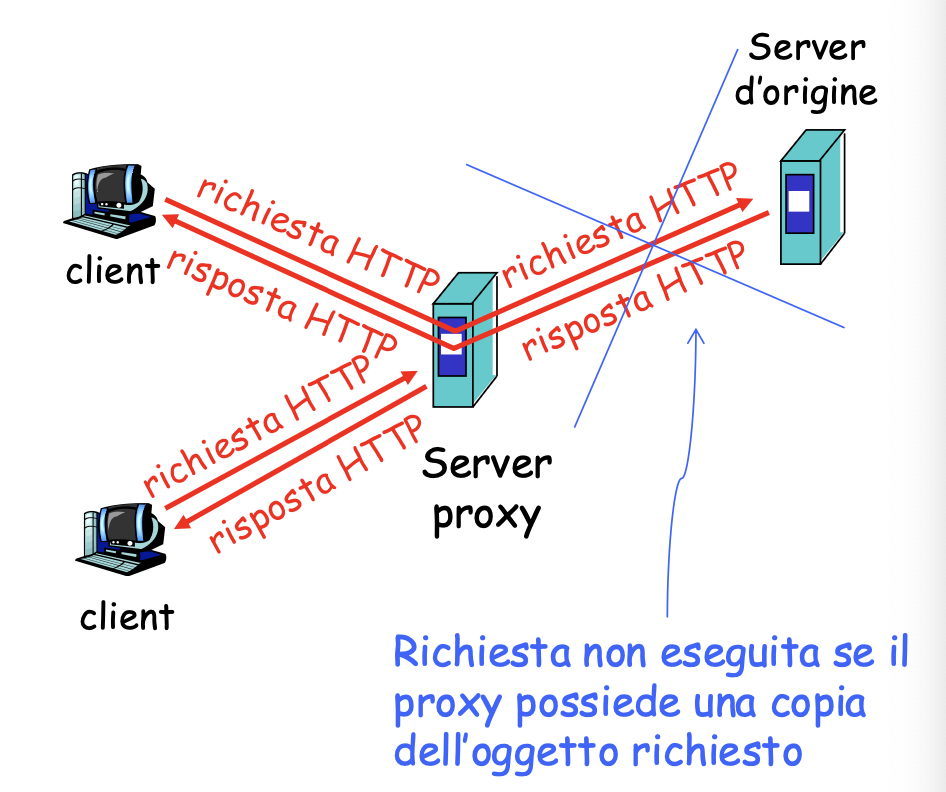 Server
d'origine
richiesta HTTP
richiesta HTTP
client
risposta HTTP
risposta HTTP
richiesta HTTP
risposta HTTP
Server
proxy
client
Richiesta non eseguita se il
proxy possiede una copia
dell'oggetto richiesto